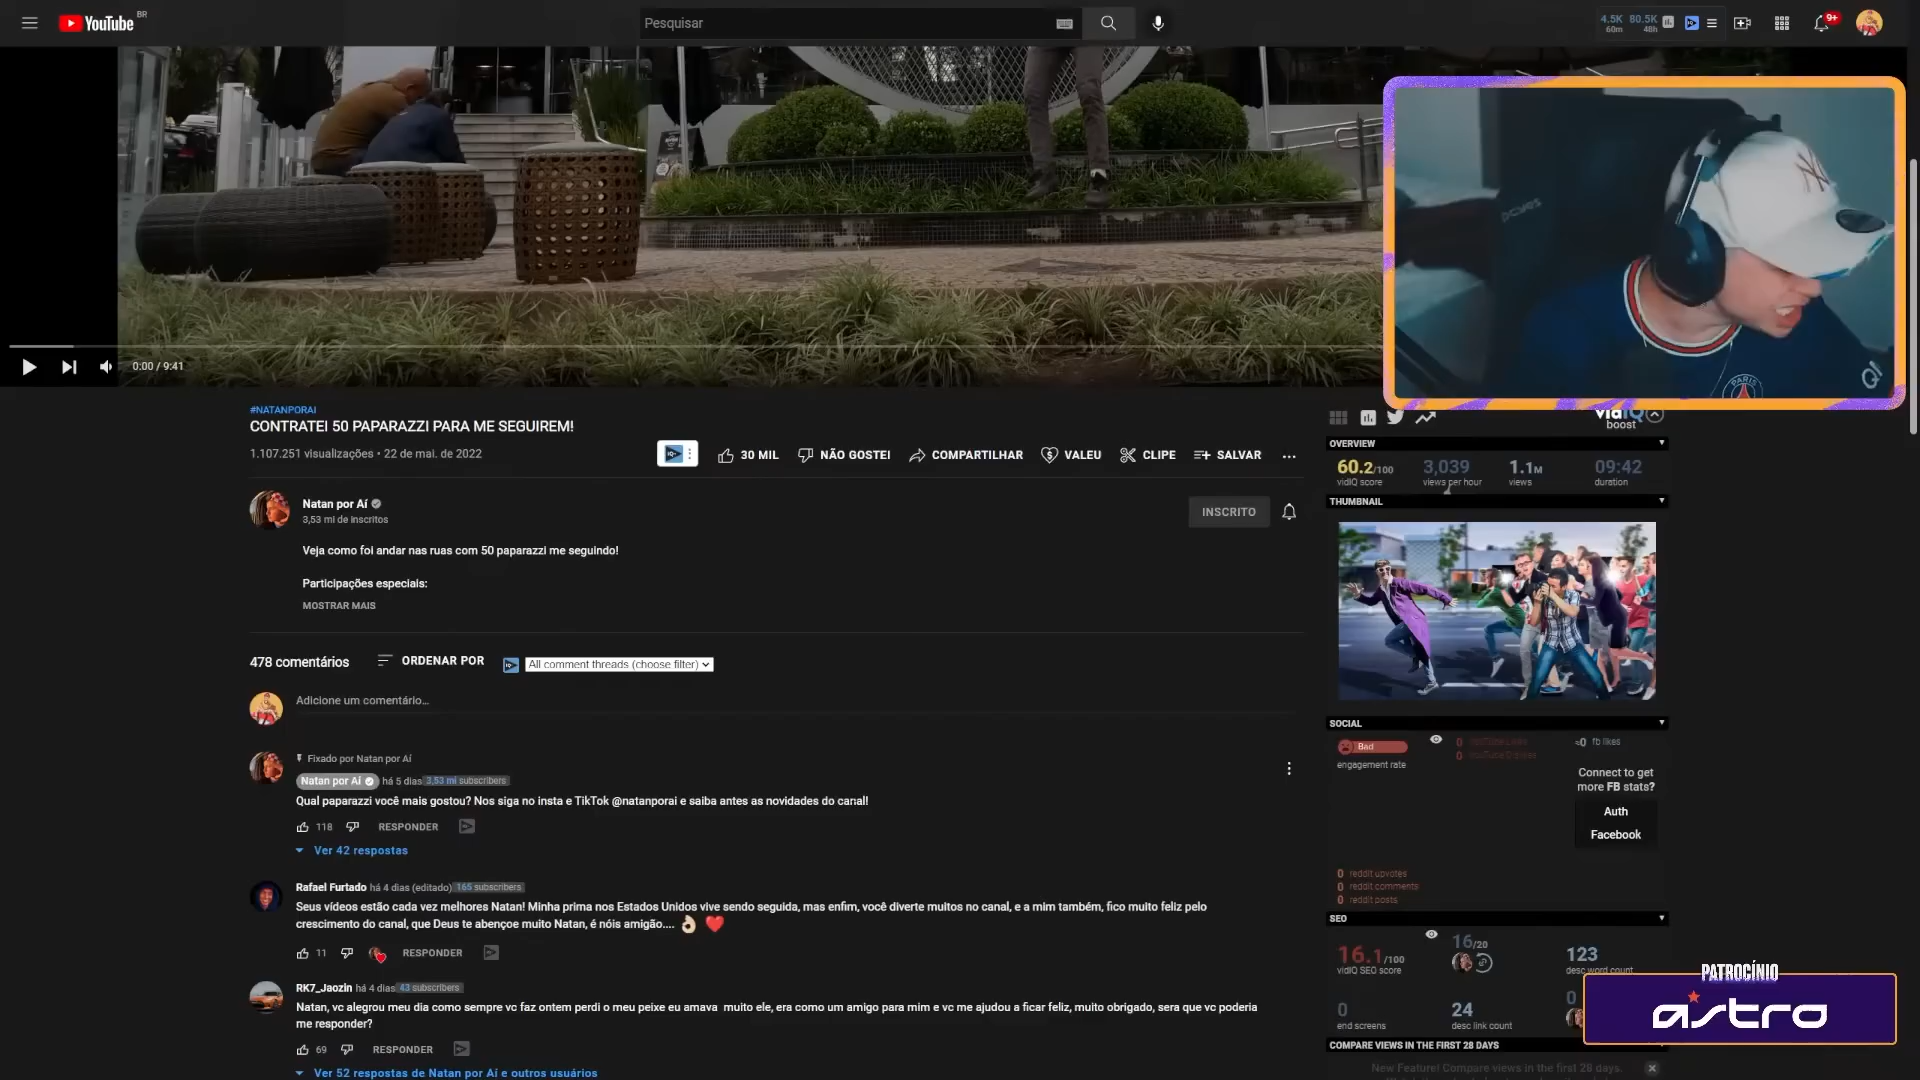 YouTube BR
Pesquisar
4.5K 80.5K
60m 48h
9+
0:00 / 9:41
PARIS
#NATANPORAI
CONTRATEI 50 PAPARAZZI PARA ME SEGUIREM!
1.107.251 visualizações • 22 de mai. de 2022
30 MIL
NÃO GOSTEI
COMPARTILHAR
VALEU
CLIPE
SALVAR
Natan por Aí
3,53 mi de inscritos
INSCRITO
Veja como foi andar nas ruas com 50 paparazzi me seguindo!
Participações especiais:
MOSTRAR MAIS
478 comentários
ORDENAR POR
All comment threads (choose filter)
Adicione um comentário...
Fixado por Natan por Aí
Natan por Aí há 5 dias 3,53 mi subscribers
Qual paparazzi você mais gostou? Nos siga no insta e TikTok @natanporai e saiba antes as novidades do canal!
118 RESPONDER
Ver 42 respostas
Rafael Furtado há 4 dias (editado) 165 subscribers
Seus vídeos estão cada vez melhores Natan! Minha prima nos Estados Unidos vive sendo seguida, mas enfim, você diverte muitos no canal, e a mim também, fico muito feliz pelo
crescimento do canal, que Deus te abençoe muito Natan, é nóis amigão.... 👌🏻 ❤️
11 RESPONDER
RK7_Jaozin há 4 dias 43 subscribers
Natan, vc alegrou meu dia como sempre vc faz ontem perdi o meu peixe eu amava muito ele, era como um amigo para mim e vc me ajudou a ficar feliz, muito obrigado, sera que vc poderia
me responder?
69 RESPONDER
Ver 52 respostas de Natan por Aí e outros usuários
vidIQ
boost
OVERVIEW
60.2/100
vidIQ score
3,039
views per hour
1.1M
views
09:42
duration
THUMBNAIL
SOCIAL
Bad
engagement rate
0
0
0 fb likes
Connect to get
more FB stats?
Auth
Facebook
0 reddit upvotes
0 reddit comments
0 reddit posts
SEO
16.1/100
vidIQ SEO score
16/20
123
desc word count
0
end screens
24
desc link count
0
COMPARE VIEWS IN THE FIRST 28 DAYS
New Feature! Compare views in the first 28 days.
PATROCÍNIO
astro